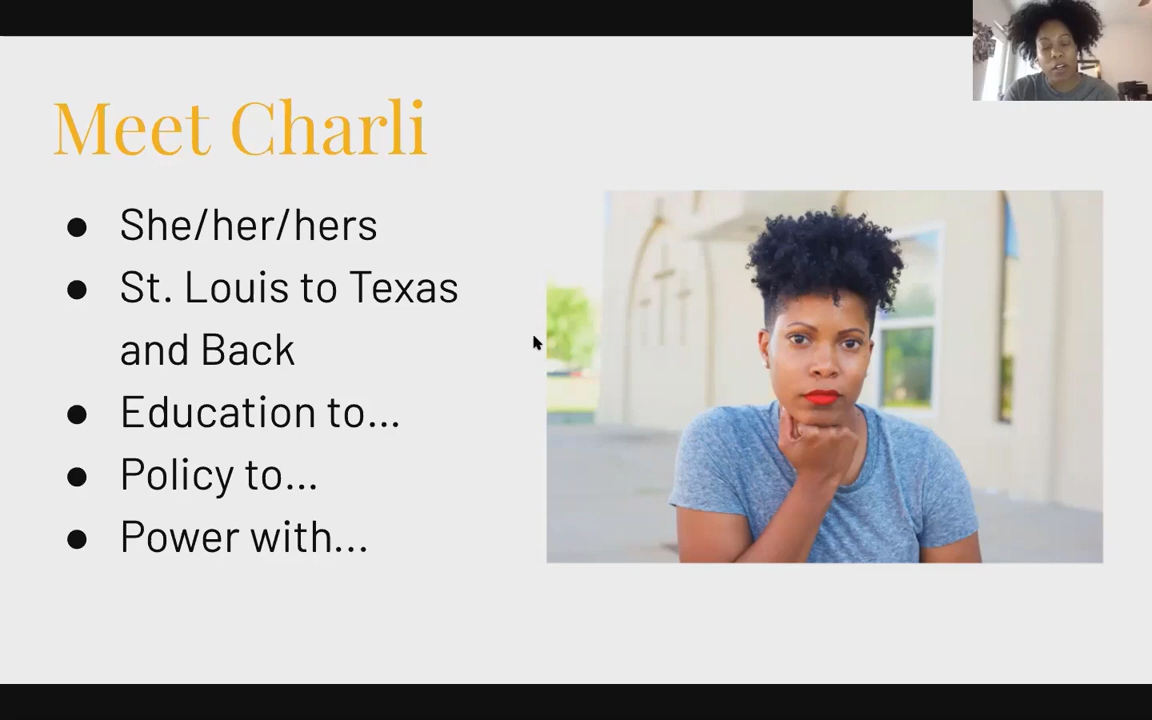 Meet Charli
● She/her/hers
● St. Louis to Texas
and Back
● Education to...
● Policy to...
● Power with...